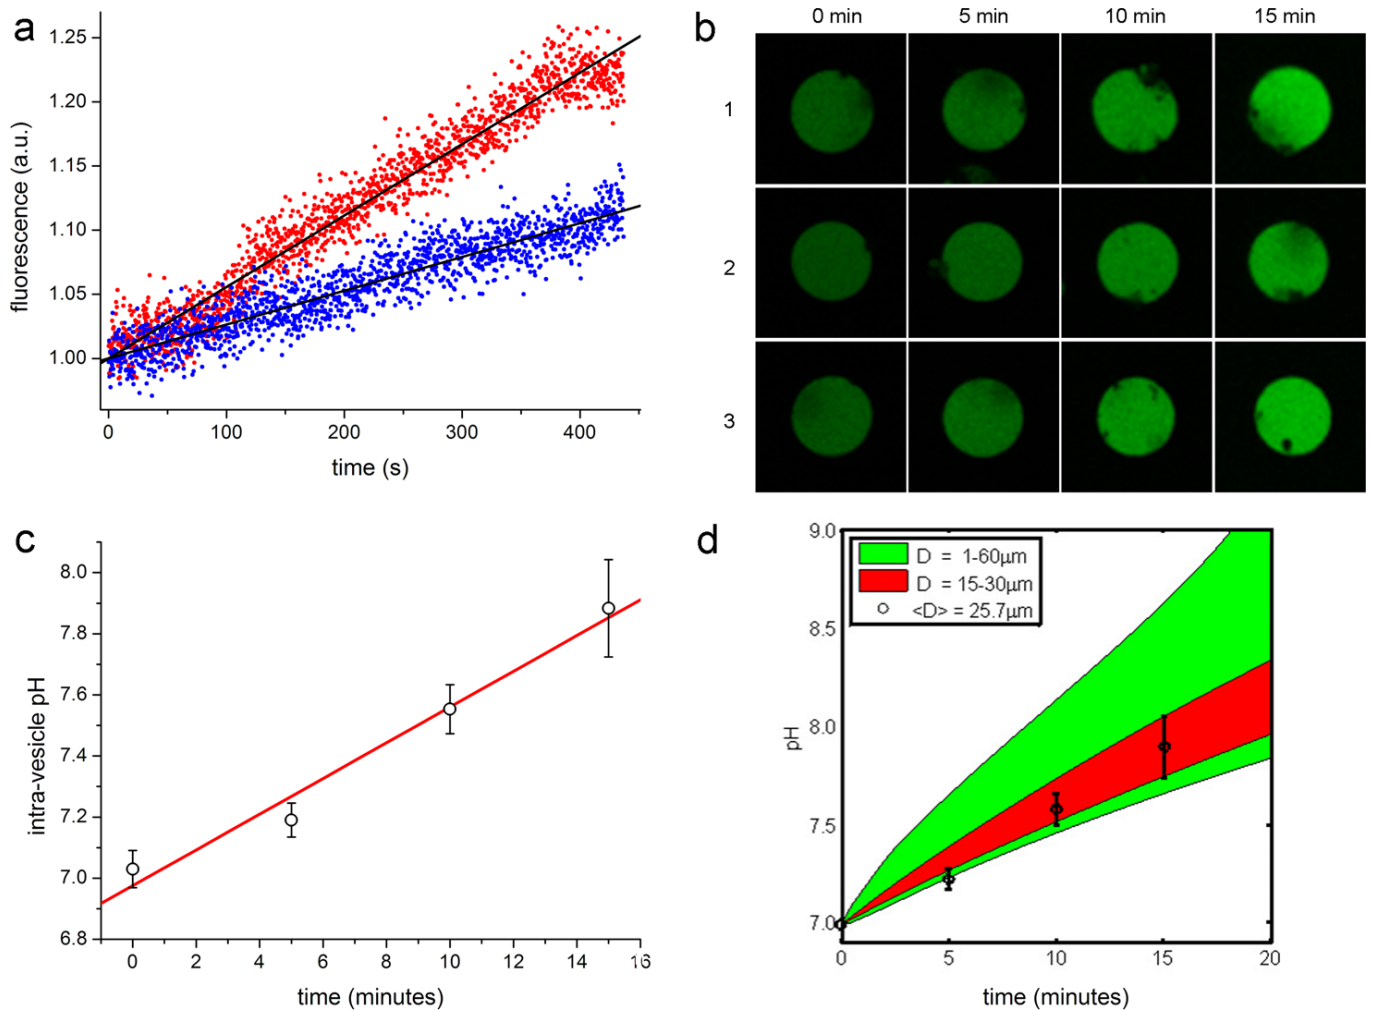 a
1.25
1.20
1.15
1.10
1.05
1.00
fluorescence (a.u.)
0
100
200
300
400
time (s)
b
0 min
5 min
10 min
15 min
1
2
3
c
8.0
7.8
7.6
7.4
7.2
7.0
6.8
intra-vesicle pH
0
2
4
6
8
10
12
14
16
time (minutes)
d
9.0
8.5
8.0
7.5
7.0
pH
D = 1-60μm
D = 15-30μm
<D> = 25.7μm
0
5
10
15
20
time (minutes)